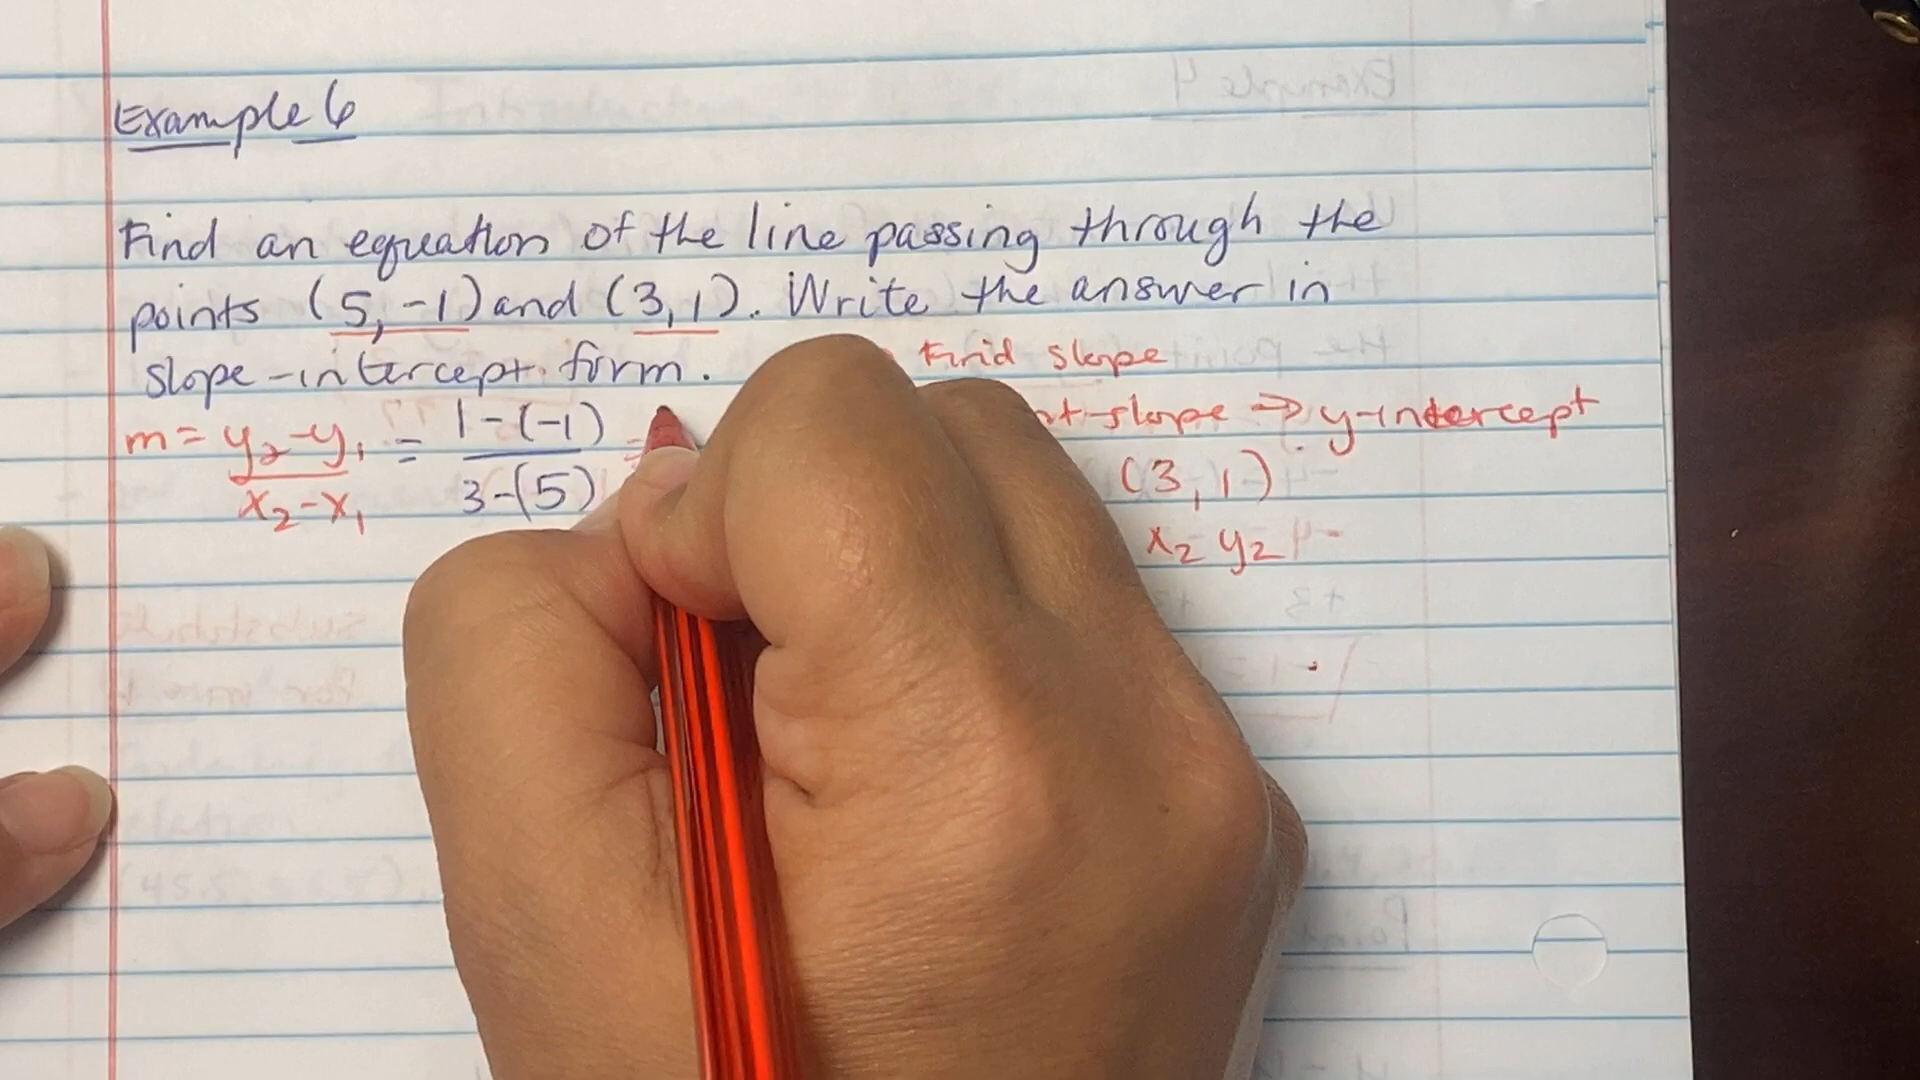 Example 6
Find an equation of the line passing through the
points (5, -1) and (3, 1). Write the answer in
slope-intercept form.
Find slope
-slope → y-intercept
m = y₂-y₁/x₂-x₁ = 1-(-1)/3-(5) =
(3, 1)
x₂ y₂